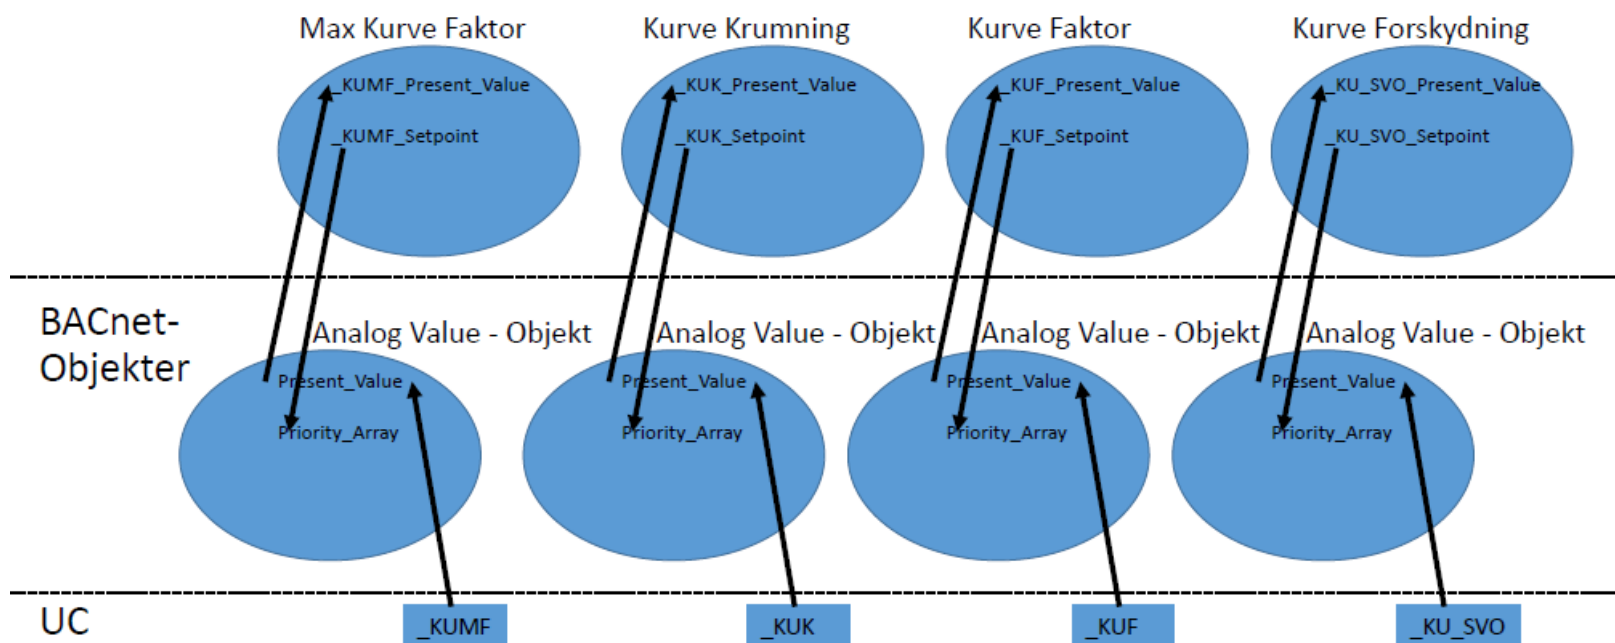 Max Kurve Faktor
Kurve Krumning
Kurve Faktor
Kurve Forskydning
_KUMF_Present_Value
_KUK_Present_Value
_KUF_Present_Value
_KU_SVO_Present_Value
_KUMF_Setpoint
_KUK_Setpoint
_KUF_Setpoint
_KU_SVO_Setpoint
BACnet-
Objekter
Analog Value - Objekt
Analog Value - Objekt
Analog Value - Objekt
Analog Value - Objekt
Present_Value
Present_Value
Present_Value
Present_Value
Priority_Array
Priority_Array
Priority_Array
Priority_Array
UC
_KUMF
_KUK
_KUF
_KU_SVO